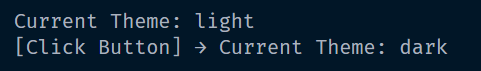 Current Theme: light
[Click Button] → Current Theme: dark